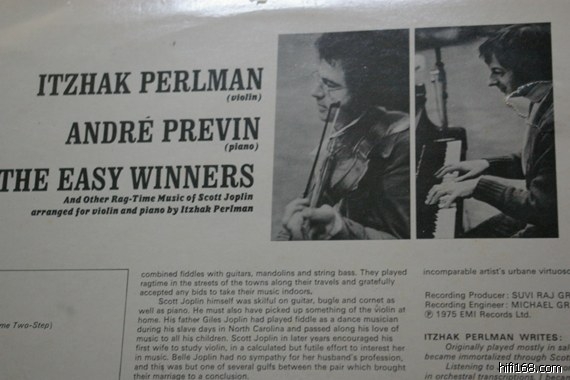 ITZHAK PERLMAN
(violin)
ANDRÉ PREVIN
(piano)
THE EASY WINNERS
And Other Rag-Time Music of Scott Joplin
arranged for violin and piano by Itzhak Perlman
me Two-Step)
combined fiddles with guitars, mandolins and string bass. They played
ragtime in the streets of the towns along their travels and gratefully
accepted any bids to take their music indoors.
Scott Joplin himself was skilful on guitar, bugle and cornet as
well as piano. He must also have picked up something of the violin at
home. His father Giles Joplin had played fiddle as a dance musician
during his slave days in North Carolina and passed along his love of
music to all his children. Scott Joplin in later years encouraged his
first wife to study violin, in a calculated but futile effort to interest her
in music. Belle Joplin had no sympathy for her husband's profession,
and this was but one of several gulfs between the pair which brought
their marriage to a conclusion.
incomparable artist's urbane virtuos
Recording Producer: SUVI RAJ GR
Recording Engineer: MICHAEL GR
℗ 1975 EMI Records Ltd.
ITZHAK PERLMAN WRITES:
Originally played mostly in sal
became immortalized through Scott
Listening to
in orchestral transcriptions, I became
hifi168.com